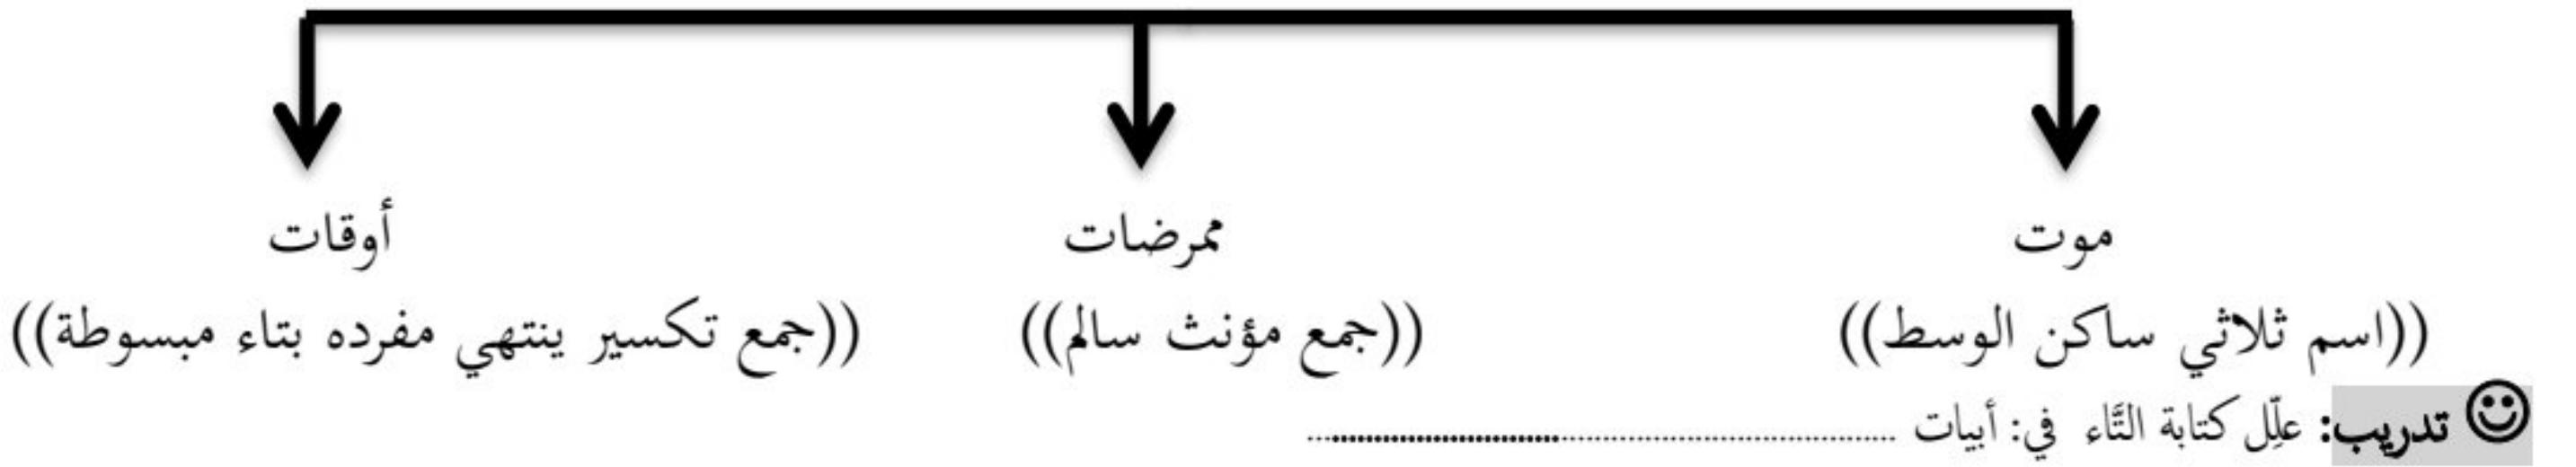 موت ممرضات أوقات
((اسم ثلاثي ساكن الوسط)) ((جمع مؤنث سالم)) ((جمع تكسير ينتهي مفرده بتاء مبسوطة))
تدريب: علِّل كتابة التَّاء في: أبيات ................................................................